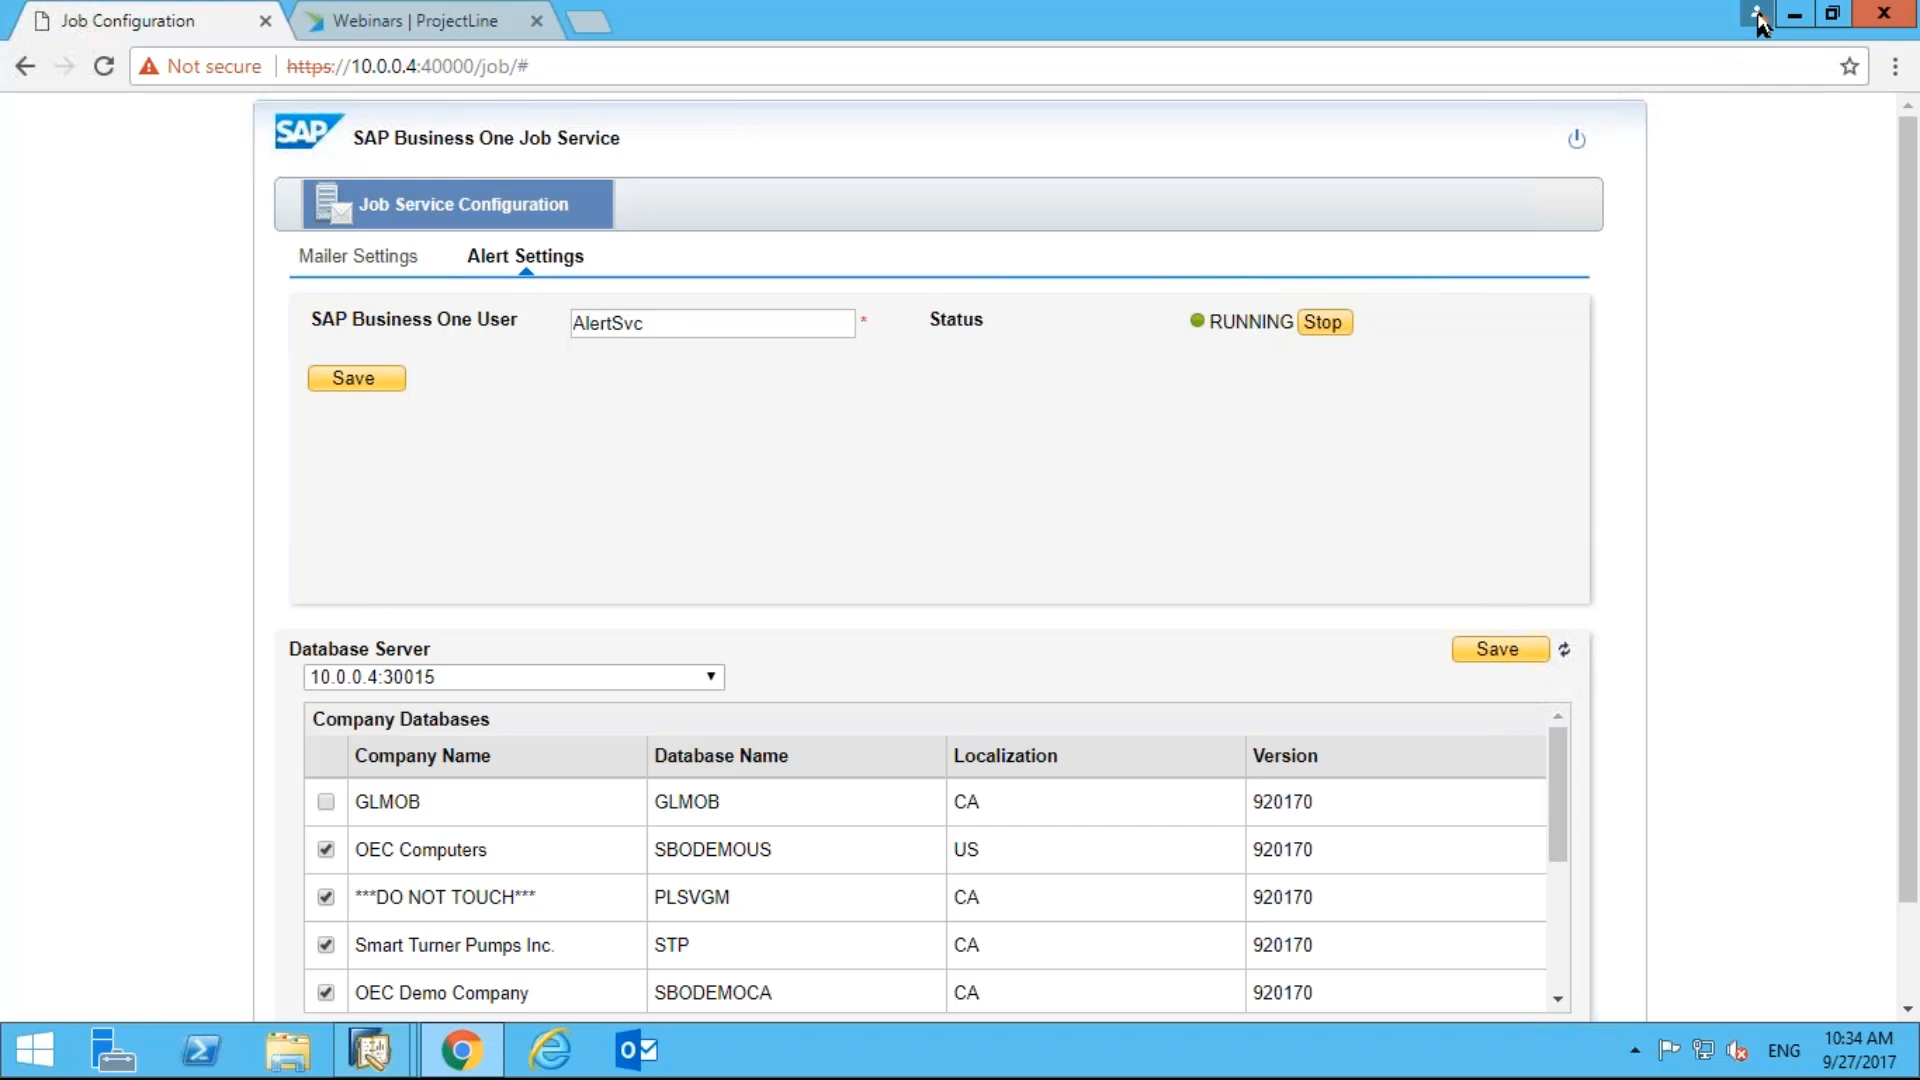 Job Configuration
Webinars | ProjectLine
Not secure
https://10.0.0.4:40000/job/#
SAP
SAP Business One Job Service
Job Service Configuration
Mailer Settings
Alert Settings
SAP Business One User
AlertSvc
*
Status
RUNNING
Stop
Save
Database Server
Save
10.0.0.4:30015
Company Databases
Company Name Database Name Localization Version
GLMOB GLMOB CA 920170
OEC Computers SBODEMOUS US 920170
***DO NOT TOUCH*** PLSVGM CA 920170
Smart Turner Pumps Inc. STP CA 920170
OEC Demo Company SBODEMOCA CA 920170
ENG
10:34 AM
9/27/2017